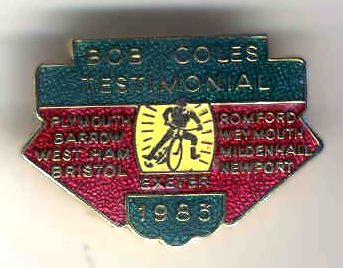 BOB COLES
TESTIMONIAL
PLYMOUTH
BARROW
WEST HAM
BRISTOL
ROMFORD
WEYMOUTH
MILDENHALL
NEWPORT
EXETER
1985